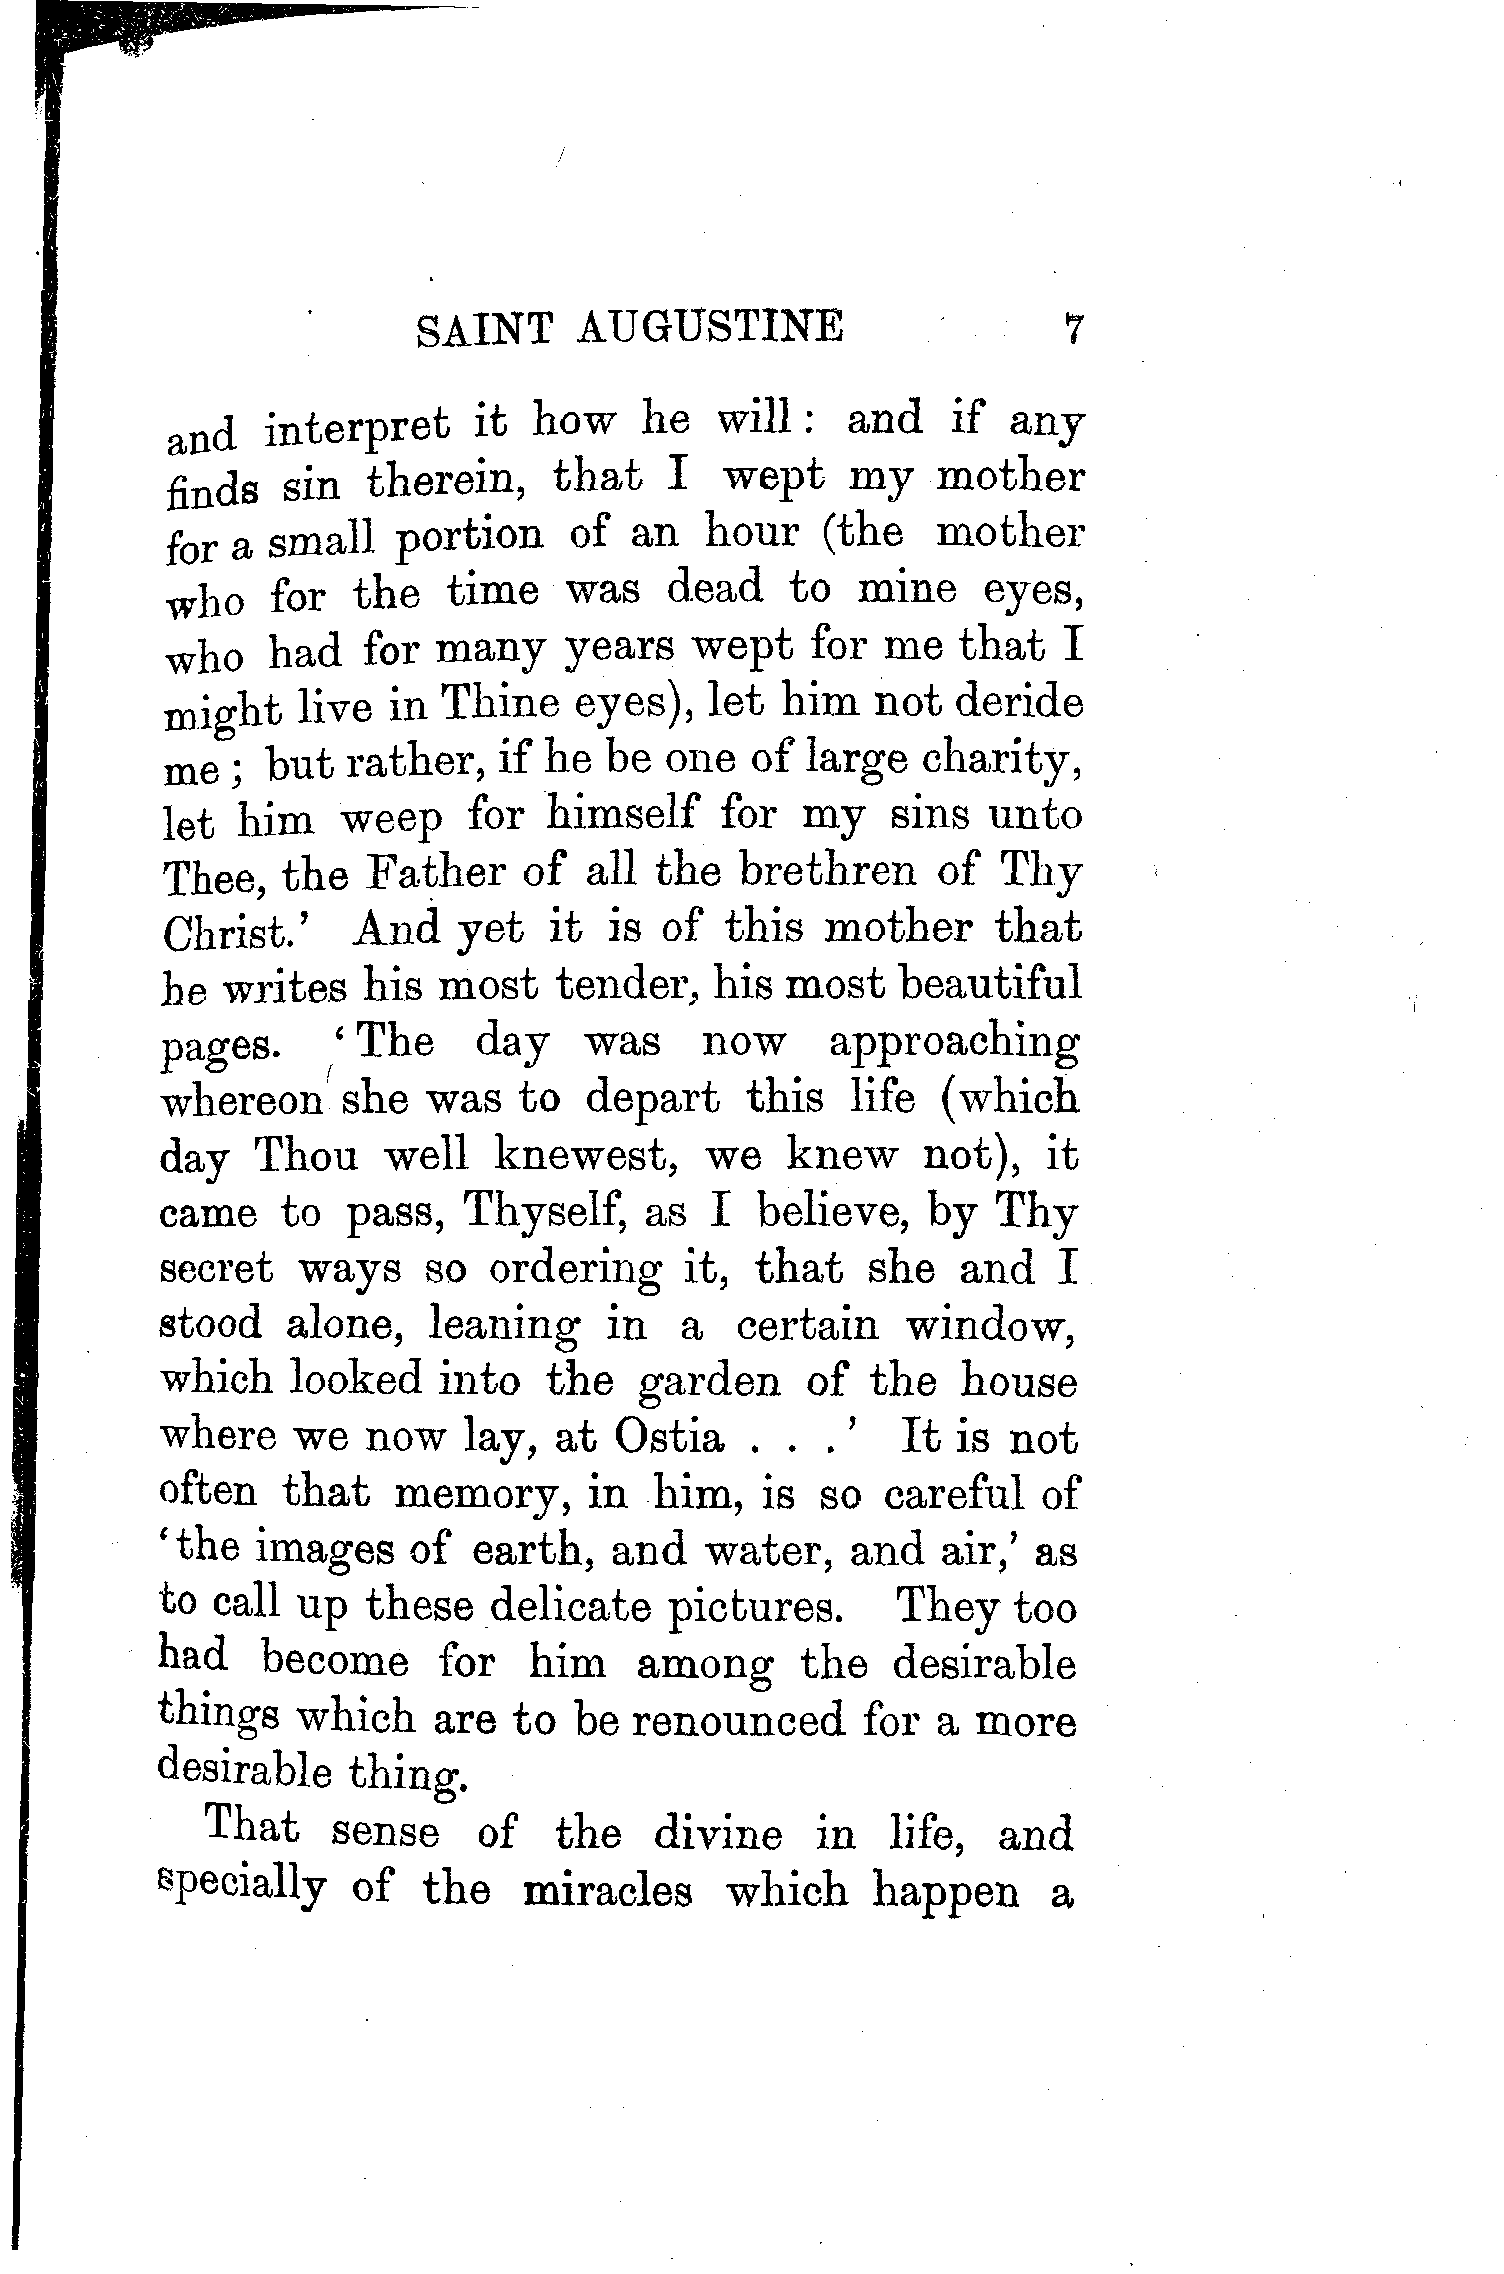 SAINT AUGUSTINE 7
and interpret it how he will: and if any
finds sin therein, that I wept my mother
for a small portion of an hour (the mother
who for the time was dead to mine eyes,
who had for many years wept for me that I
might live in Thine eyes), let him not deride
me; but rather, if he be one of large charity,
let him weep for himself for my sins unto
Thee, the Father of all the brethren of Thy
Christ.' And yet it is of this mother that
he writes his most tender, his most beautiful
pages. 'The day was now approaching
whereon she was to depart this life (which
day Thou well knewest, we knew not), it
came to pass, Thyself, as I believe, by Thy
secret ways so ordering it, that she and I
stood alone, leaning in a certain window,
which looked into the garden of the house
where we now lay, at Ostia . . .' It is not
often that memory, in him, is so careful of
'the images of earth, and water, and air,' as
to call up these delicate pictures. They too
had become for him among the desirable
things which are to be renounced for a more
desirable thing.
That sense of the divine in life, and
specially of the miracles which happen a